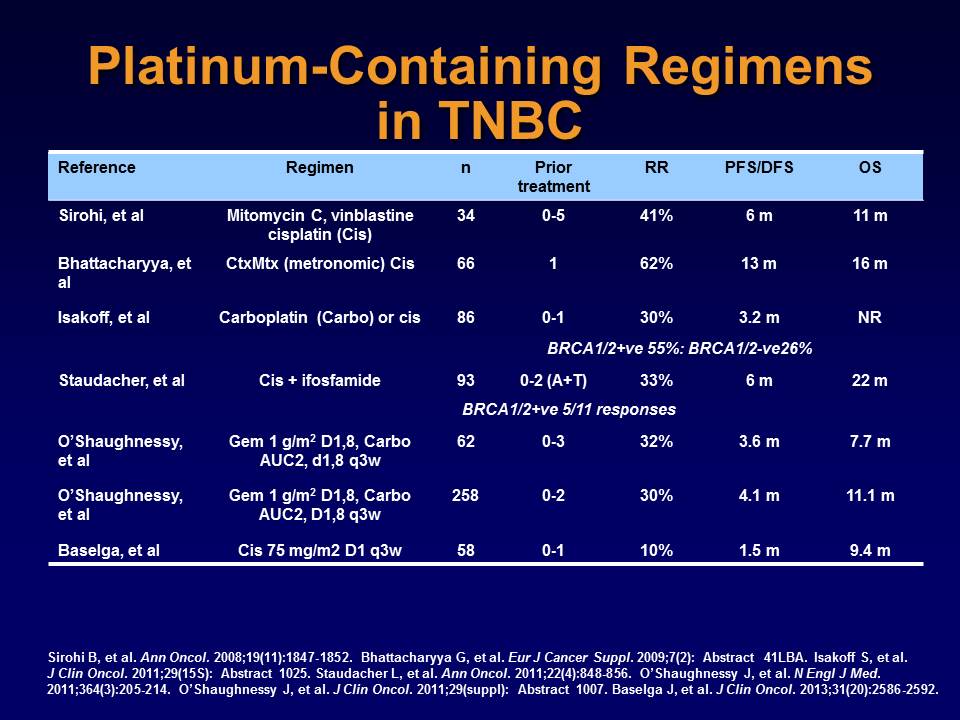 Platinum-Containing Regimens
in TNBC
Reference Regimen n Prior treatment RR PFS/DFS OS
Sirohi, et al Mitomycin C, vinblastine cisplatin (Cis) 34 0-5 41% 6 m 11 m
Bhattacharyya, et al CtxMtx (metronomic) Cis 66 1 62% 13 m 16 m
Isakoff, et al Carboplatin (Carbo) or cis 86 0-1 30% 3.2 m NR
BRCA1/2+ve 55%: BRCA1/2-ve26%
Staudacher, et al Cis + ifosfamide 93 0-2 (A+T) 33% 6 m 22 m
BRCA1/2+ve 5/11 responses
O’Shaughnessy, et al Gem 1 g/m2 D1,8, Carbo AUC2, d1,8 q3w 62 0-3 32% 3.6 m 7.7 m
O’Shaughnessy, et al Gem 1 g/m2 D1,8, Carbo AUC2, D1,8 q3w 258 0-2 30% 4.1 m 11.1 m
Baselga, et al Cis 75 mg/m2 D1 q3w 58 0-1 10% 1.5 m 9.4 m
Sirohi B, et al. Ann Oncol. 2008;19(11):1847-1852. Bhattacharyya G, et al. Eur J Cancer Suppl. 2009;7(2): Abstract 41LBA. Isakoff S, et al.
J Clin Oncol. 2011;29(15S): Abstract 1025. Staudacher L, et al. Ann Oncol. 2011;22(4):848-856. O’Shaughnessy J, et al. N Engl J Med.
2011;364(3):205-214. O’Shaughnessy J, et al. J Clin Oncol. 2011;29(suppl): Abstract 1007. Baselga J, et al. J Clin Oncol. 2013;31(20):2586-2592.